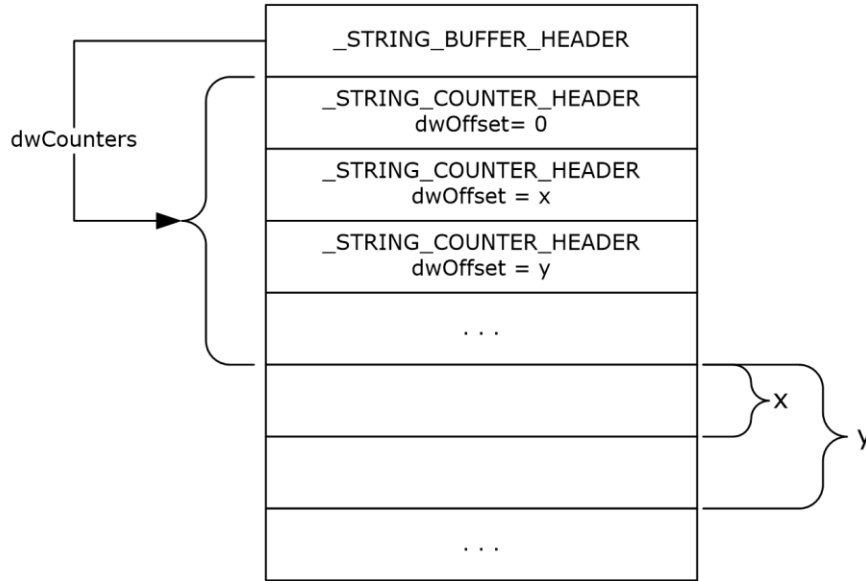 _STRING_BUFFER_HEADER
_STRING_COUNTER_HEADER
dwOffset= 0
dwCounters
_STRING_COUNTER_HEADER
dwOffset = x
_STRING_COUNTER_HEADER
dwOffset = y
. . .
x
y
. . .